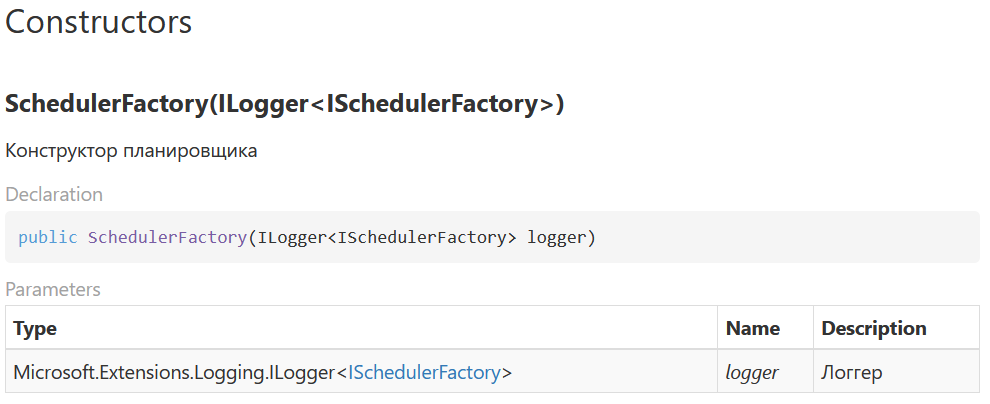 Constructors
SchedulerFactory(ILogger<ISchedulerFactory>)
Конструктор планировщика
Declaration
public SchedulerFactory(ILogger<ISchedulerFactory> logger)
Parameters
Type Name Description
Microsoft.Extensions.Logging.ILogger<ISchedulerFactory> logger Логгер